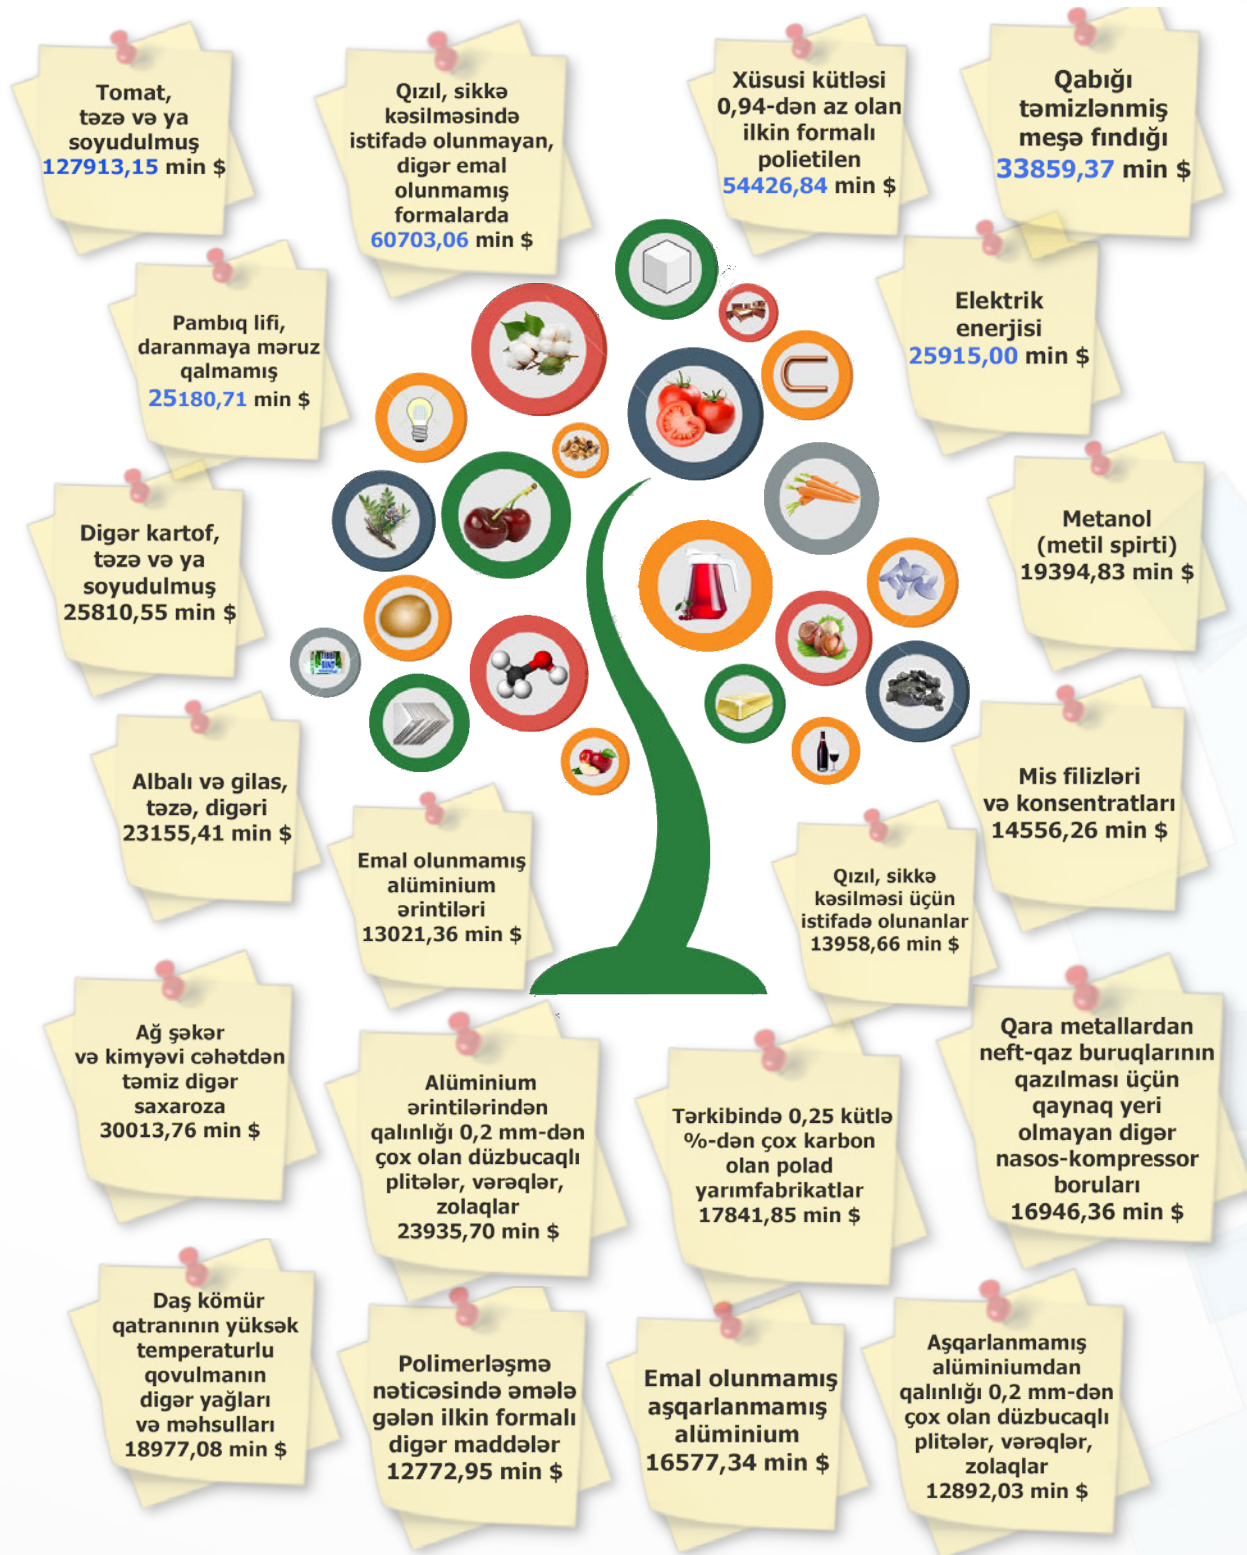 Tomat,
təzə və ya
soyudulmuş
127913,15 min $
Qızıl, sikkə
kəsilməsində
istifadə olunmayan,
digər emal
olunmamış
formalarda
60703,06 min $
Xüsusi kütləsi
0,94-dən az olan
ilkin formalı
polietilen
54426,84 min $
Qabığı
təmizlənmiş
meşə fındığı
33859,37 min $
Pambıq lifi,
daranmaya məruz
qalmamış
25180,71 min $
Elektrik
enerjisi
25915,00 min $
Digər kartof,
təzə və ya
soyudulmuş
25810,55 min $
Metanol
(metil spirti)
19394,83 min $
Albalı və gilas,
təzə, digəri
23155,41 min $
Emal olunmamış
alüminium
ərintiləri
13021,36 min $
Qızıl, sikkə
kəsilməsi üçün
istifadə olunanlar
13958,66 min $
Mis filizləri
və konsentratları
14556,26 min $
Ağ şəkər
və kimyəvi cəhətdən
təmiz digər
saxaroza
30013,76 min $
Alüminium
ərintilərindən
qalınlığı 0,2 mm-dən
çox olan düzbucaqlı
plitələr, vərəqlər,
zolaqlar
23935,70 min $
Tərkibində 0,25 kütlə
%-dən çox karbon
olan polad
yarımfabrikatlar
17841,85 min $
Qara metallardan
neft-qaz buruqlarının
qazılması üçün
qaynaq yeri
olmayan digər
nasos-kompressor
boruları
16946,36 min $
Daş kömür
qatranının yüksək
temperaturlu
qovulmanın
digər yağları
və məhsulları
18977,08 min $
Polimerləşmə
nəticəsində əmələ
gələn ilkin formalı
digər maddələr
12772,95 min $
Emal olunmamış
aşqarlanmamış
alüminium
16577,34 min $
Aşqarlanmamış
alüminiumdan
qalınlığı 0,2 mm-dən
çox olan düzbucaqlı
plitələr, vərəqlər,
zolaqlar
12892,03 min $